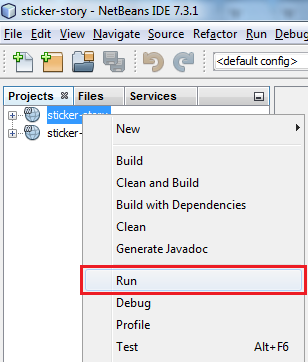 sticker-story - NetBeans IDE 7.3.1
File Edit View Navigate Source Refactor Run Debug
<default config>
Projects Files Services
sticker-story
sticker-
New
Build
Clean and Build
Build with Dependencies
Clean
Generate Javadoc
Run
Debug
Profile
Test Alt+F6